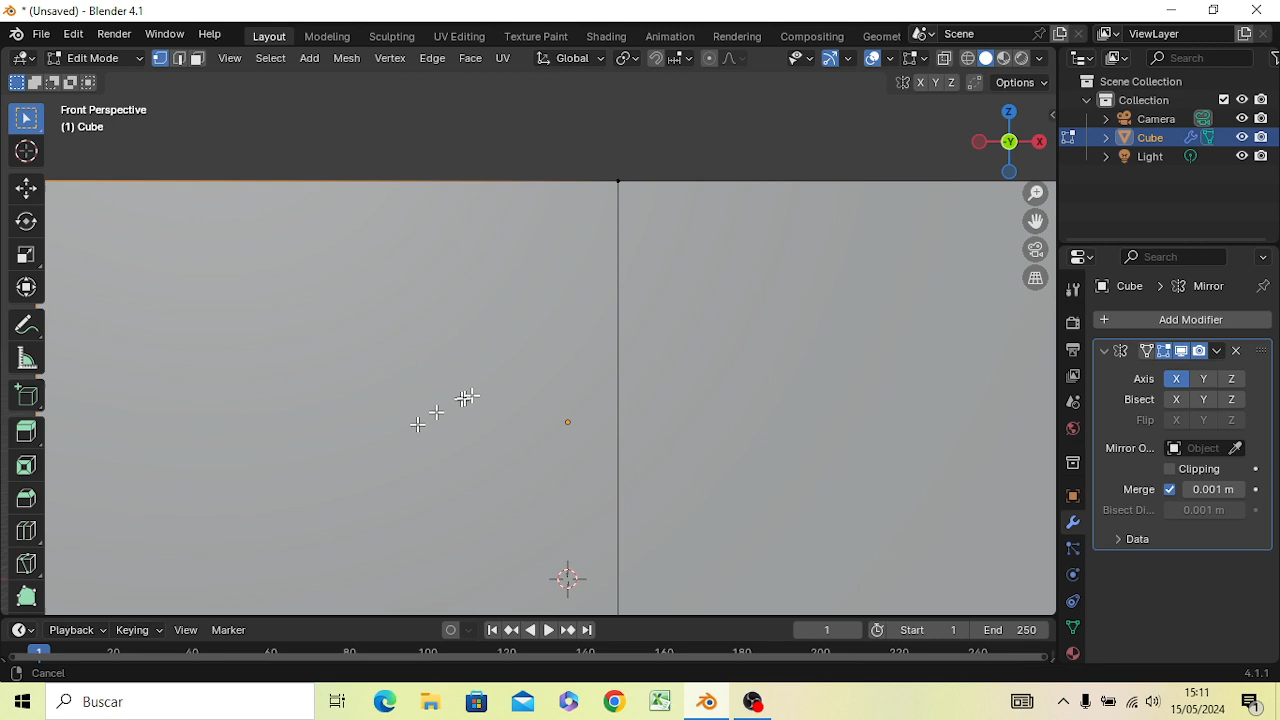 * (Unsaved) - Blender 4.1
File Edit Render Window Help Layout Modeling Sculpting UV Editing Texture Paint Shading Animation Rendering Compositing Geomet Scene ViewLayer
Edit Mode View Select Add Mesh Vertex Edge Face UV Global Search
X Y Z Options
Front Perspective
(1) Cube
Z
-Y
X
Scene Collection
Collection
Camera
Cube
Light
Search
Cube > Mirror
+ Add Modifier
Axis X Y Z
Bisect X Y Z
Flip X Y Z
Mirror O... Object
Clipping
Merge 0.001 m
Bisect Di... 0.001 m
Data
Playback Keying View Marker 1 Start 1 End 250
1 20 40 60 80 100 120 140 160 180 200 220 240
Cancel 4.1.1
Buscar
15:11
15/05/2024
1